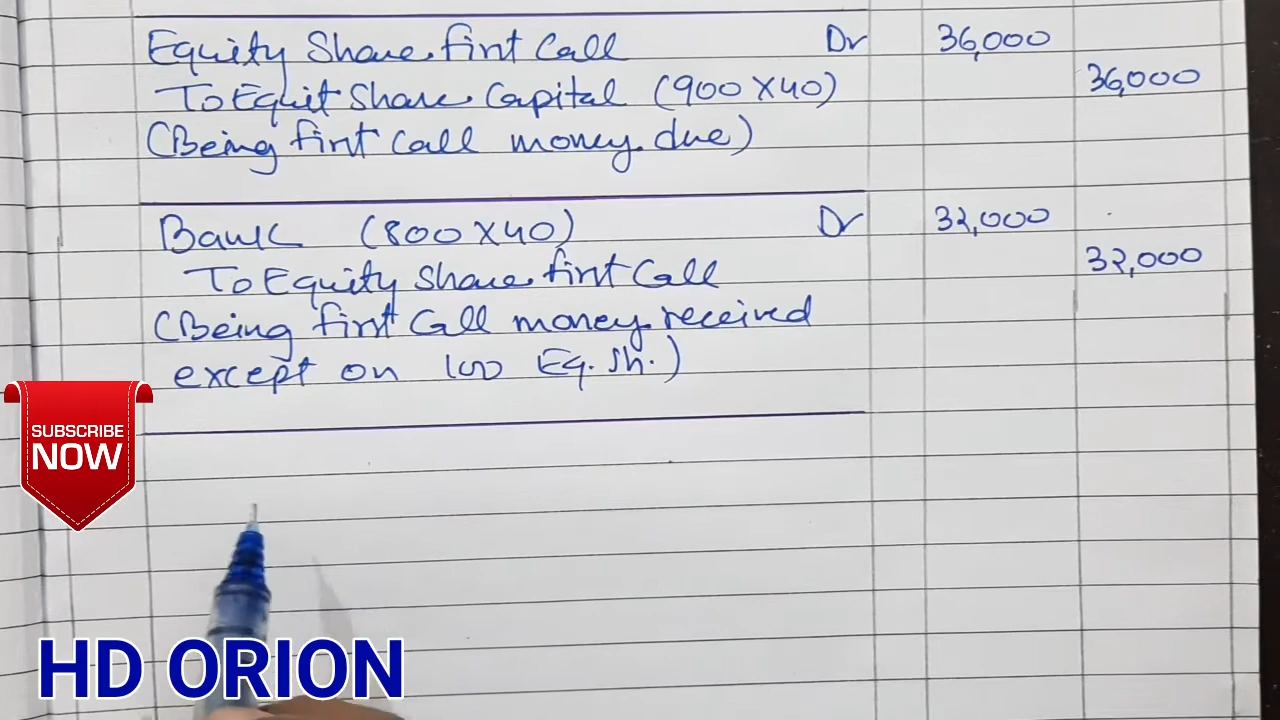 Equity Share first Call Dr 36,000
To Equit Share Capital (900 X 40) 36,000
(Being first Call money due)
Bank (800 X 40) Dr 32,000
To Equity Share first Call 32,000
(Being first Call money received
except on 100 Eq. Sh.)
SUBSCRIBE
NOW
HD ORION